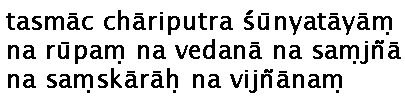 tasmāc chāriputra śūnyatāyāṃ
na rūpaṃ na vedanā na saṃjñā
na saṃskārāḥ na vijñānaṃ